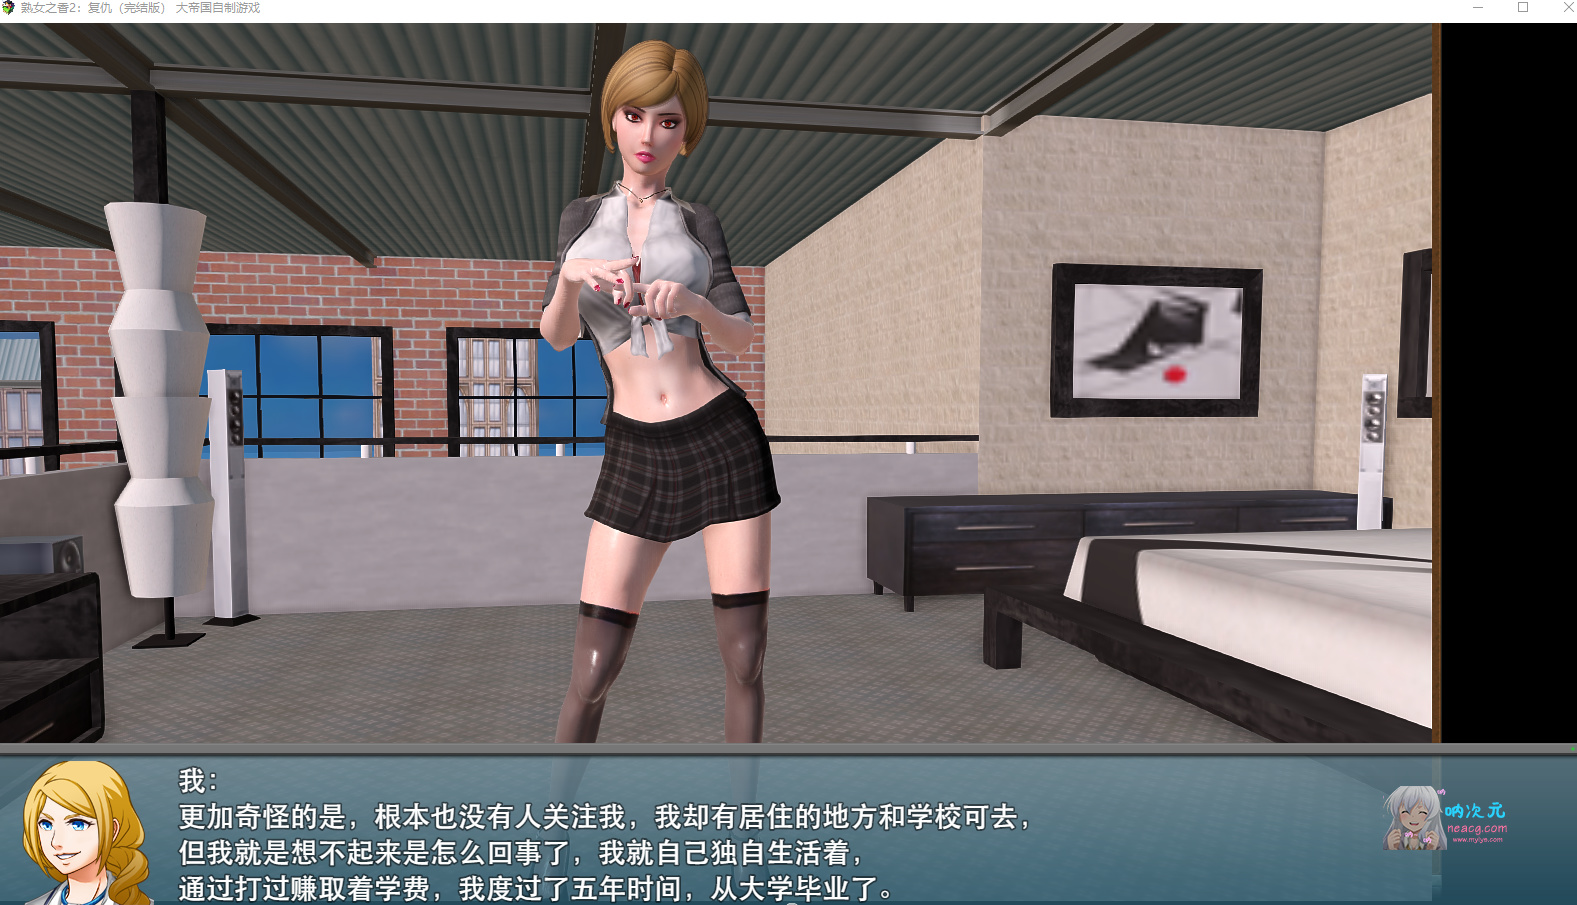 熟女之香2：复仇（完结版） 大帝国自制游戏
我：
更加奇怪的是，根本也没有人关注我，我却有居住的地方和学校可去，
但我就是想不起来是怎么回事了，我就自己独自生活着，
通过打过赚取着学费，我度过了五年时间，从大学毕业了。
呐次元
neacg.com
www.myiye.com